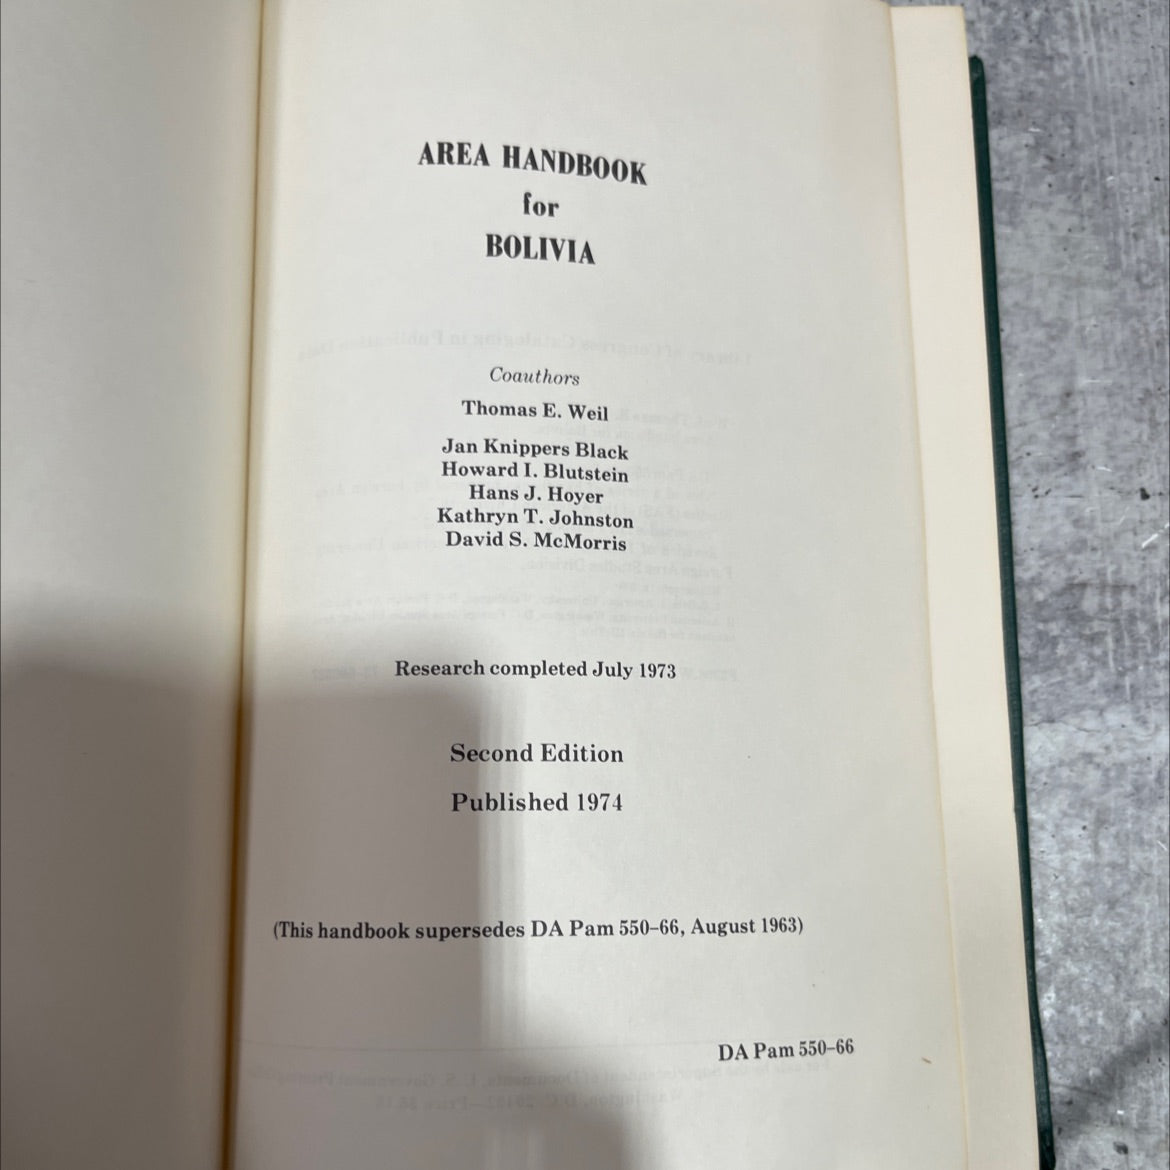 AREA HANDBOOK
for
BOLIVIA
Coauthors
Thomas E. Weil
Jan Knippers Black
Howard I. Blutstein
Hans J. Hoyer
Kathryn T. Johnston
David S. McMorris
Research completed July 1973
Second Edition
Published 1974
(This handbook supersedes DA Pam 550–66, August 1963)
DA Pam 550–66